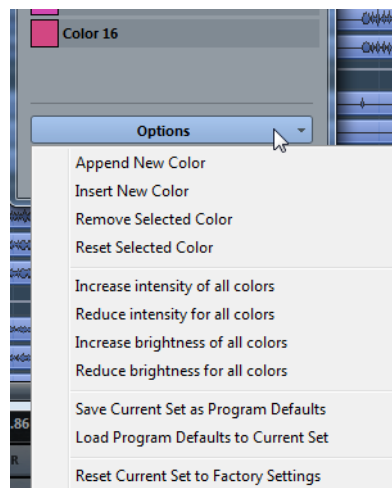 Color 16
Options
Append New Color
Insert New Color
Remove Selected Color
Reset Selected Color
Increase intensity of all colors
Reduce intensity for all colors
Increase brightness of all colors
Reduce brightness for all colors
Save Current Set as Program Defaults
.86
Load Program Defaults to Current Set
R
Reset Current Set to Factory Settings